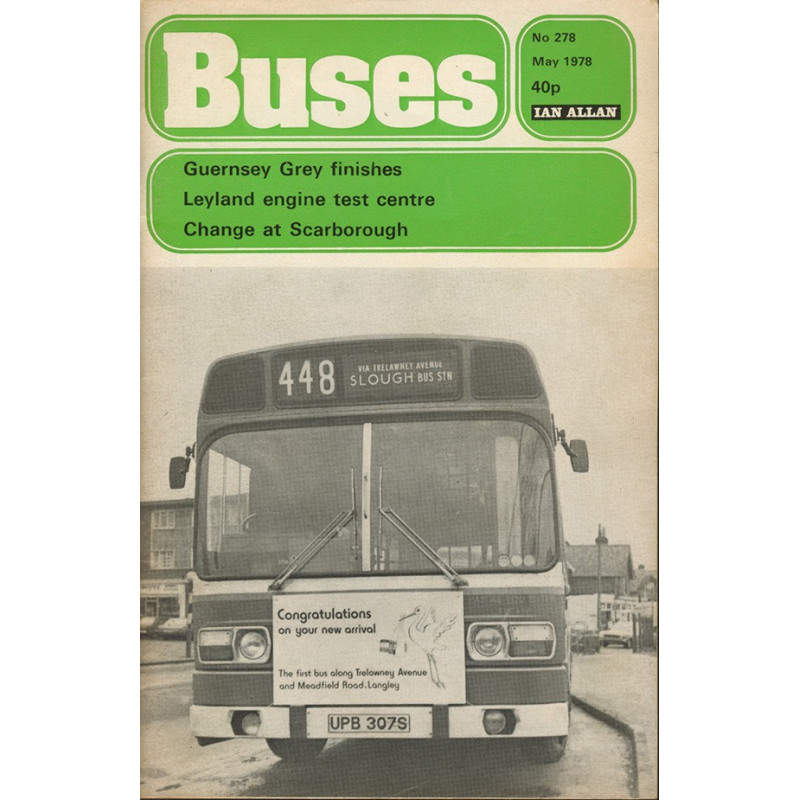 Buses
No 278
May 1978
40p
IAN ALLAN
Guernsey Grey finishes
Leyland engine test centre
Change at Scarborough
448
VIA TRELAWNEY AVENUE
SLOUGH BUS STN
Congratulations
on your new arrival
The first bus along Trelawney Avenue
and Meadfield Road, Langley
UPB 307S